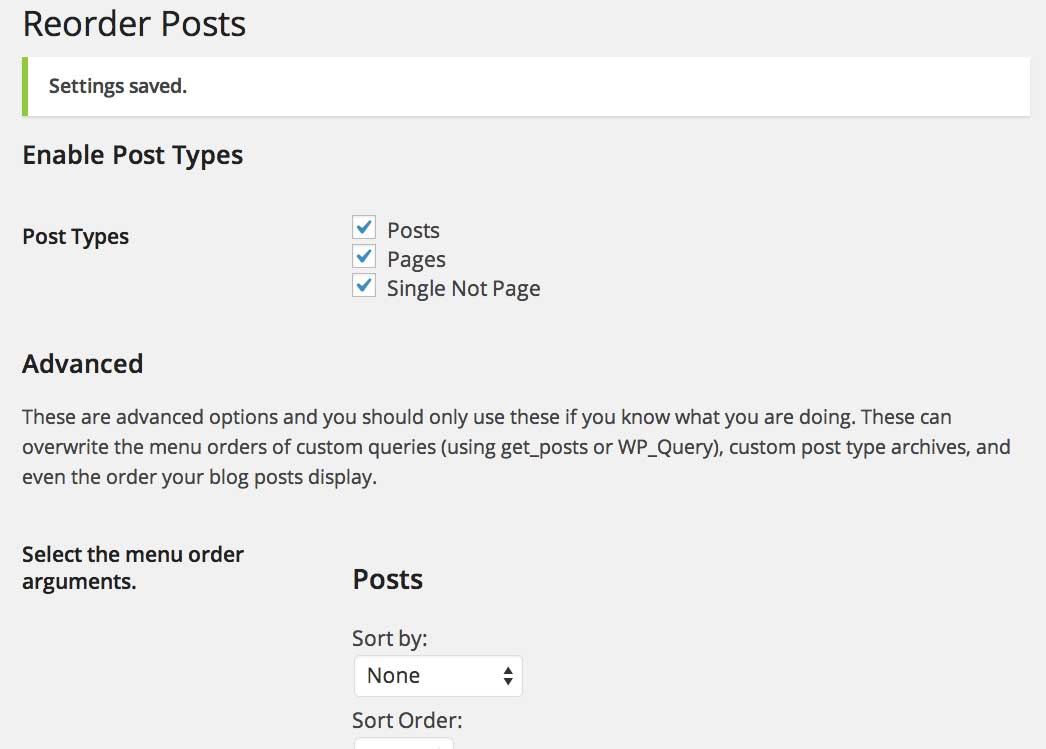 Reorder Posts
Settings saved.
Enable Post Types
Post Types
Posts
Pages
Single Not Page
Advanced
These are advanced options and you should only use these if you know what you are doing. These can
overwrite the menu orders of custom queries (using get_posts or WP_Query), custom post type archives, and
even the order your blog posts display.
Select the menu order
arguments.
Posts
Sort by:
None
Sort Order: